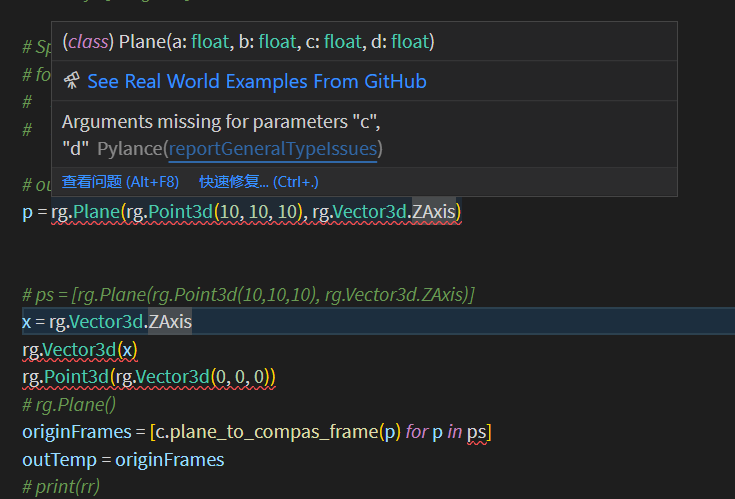 # Sp
(class) Plane(a: float, b: float, c: float, d: float)
# fo
See Real World Examples From GitHub
#
Arguments missing for parameters "c",
#
"d" Pylance(reportGeneralTypeIssues)
# ou
查看问题 (Alt+F8) 快速修复... (Ctrl+.)
p = rg.Plane(rg.Point3d(10, 10, 10), rg.Vector3d.ZAxis)
# ps = [rg.Plane(rg.Point3d(10,10,10), rg.Vector3d.ZAxis)]
x = rg.Vector3d.ZAxis
rg.Vector3d(x)
rg.Point3d(rg.Vector3d(0, 0, 0))
# rg.Plane()
originFrames = [c.plane_to_compas_frame(p) for p in ps]
outTemp = originFrames
# print(rr)